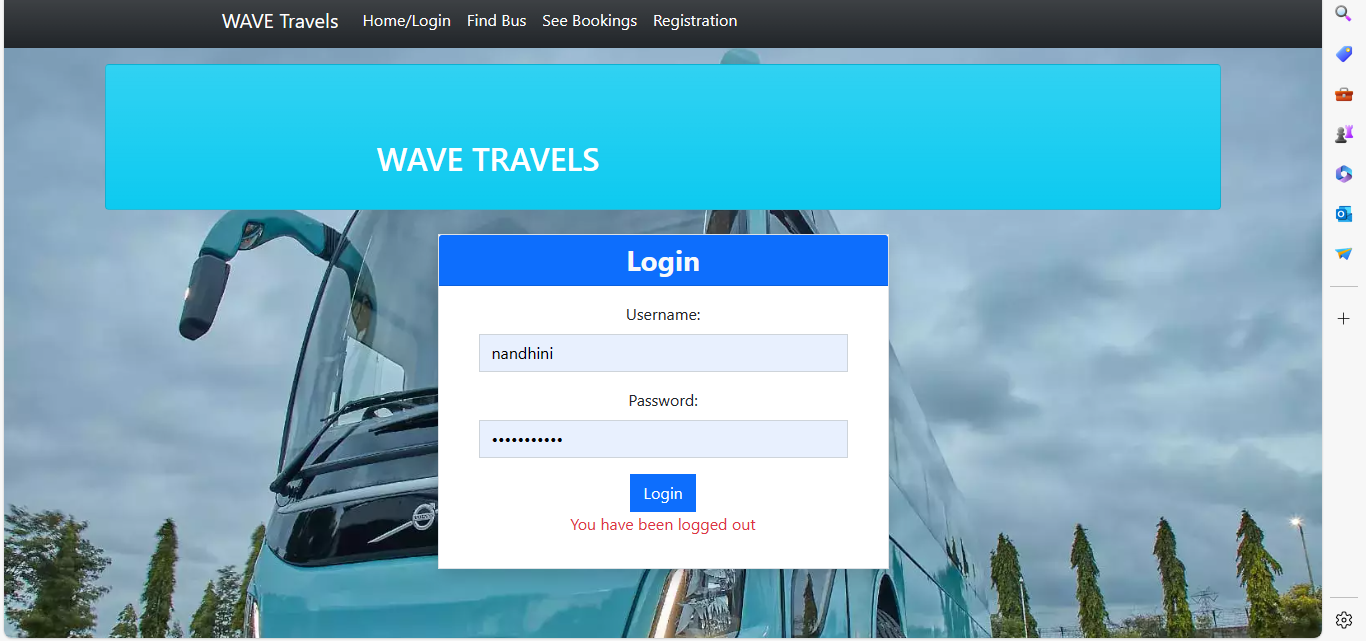 WAVE Travels Home/Login Find Bus See Bookings Registration
WAVE TRAVELS
Login
Username:
nandhini
Password:
•••••••••••
Login
You have been logged out